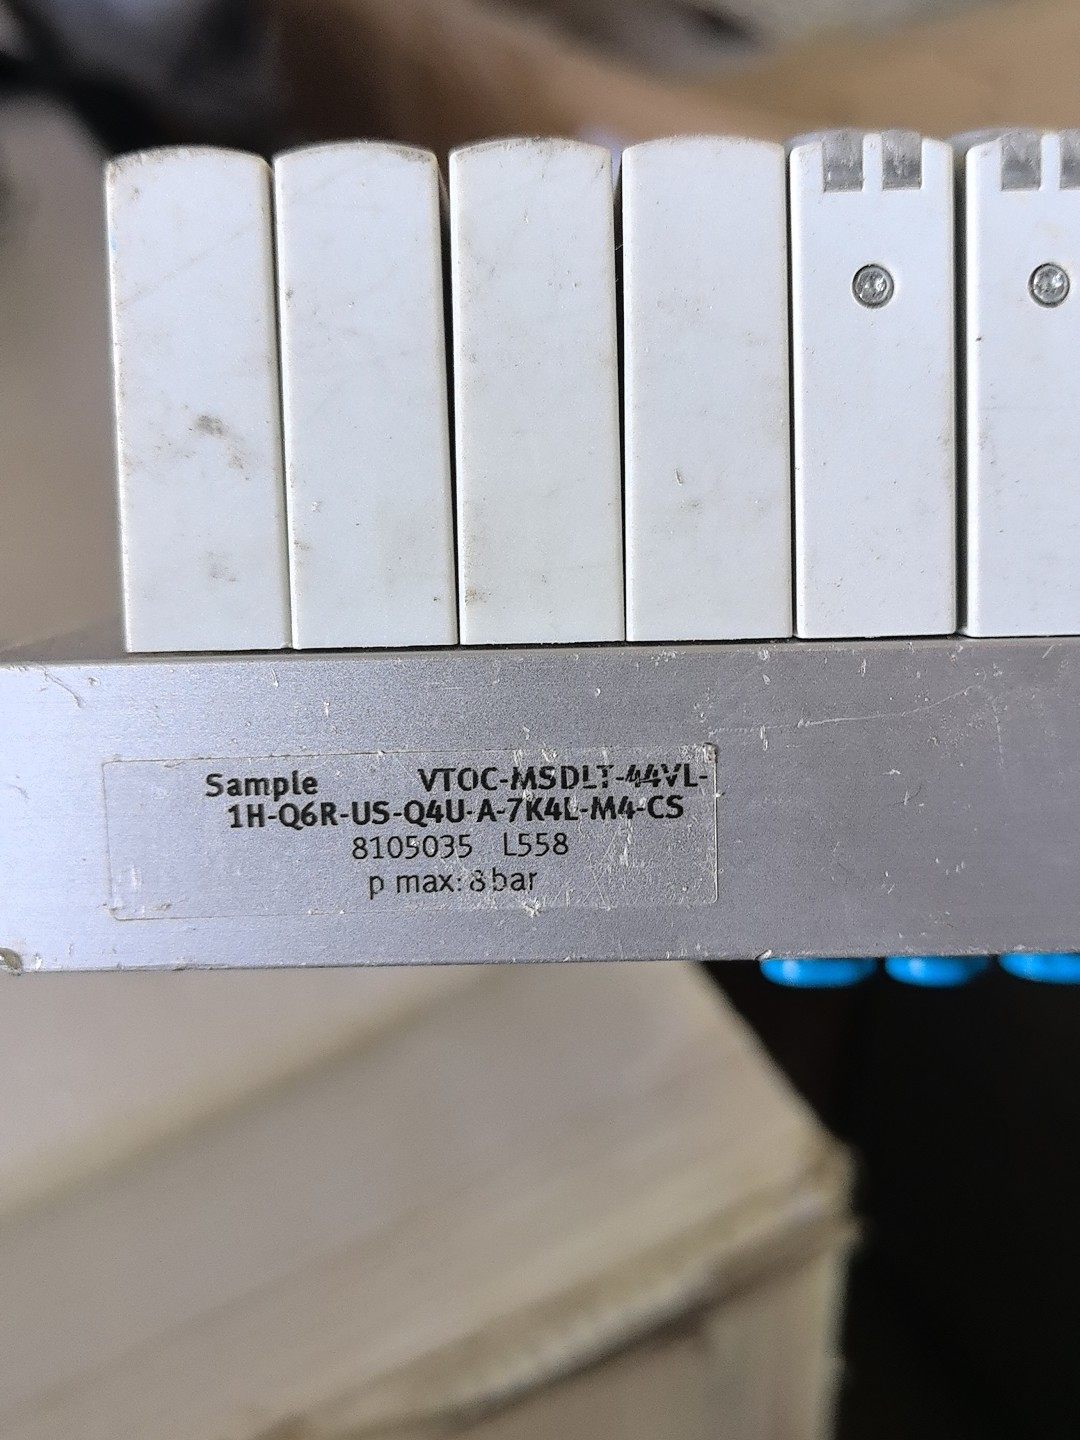 Sample VTOC-MSDLT-44VL-
1H-Q6R-US-Q4U-A-7K4L-M4-CS
8105035 L558
p max: 8 bar